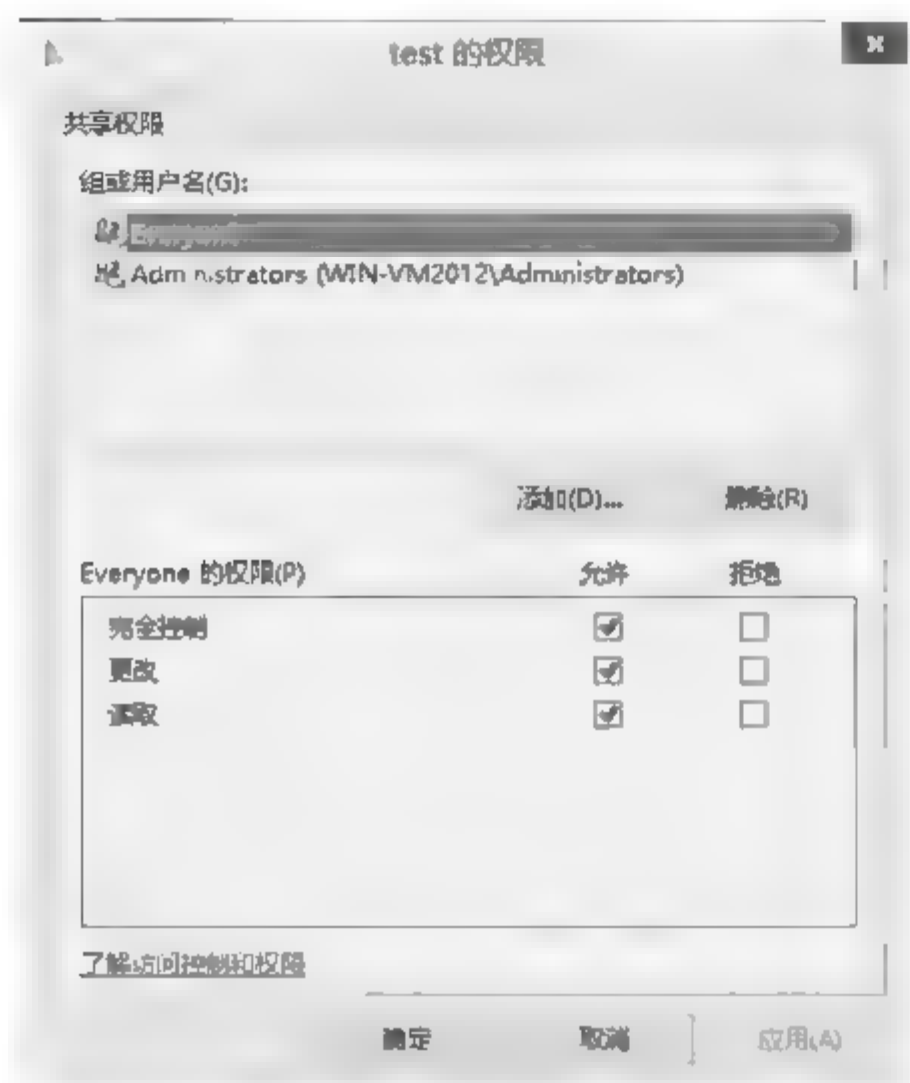 test 的权限
共享权限
组或用户名(G):
Everyone
Administrators (WIN-VM2012\Administrators)
添加(D)... 删除(R)
Everyone 的权限(P) 允许 拒绝
完全控制
更改
读取
了解访问控制和权限
确定 取消 应用(A)